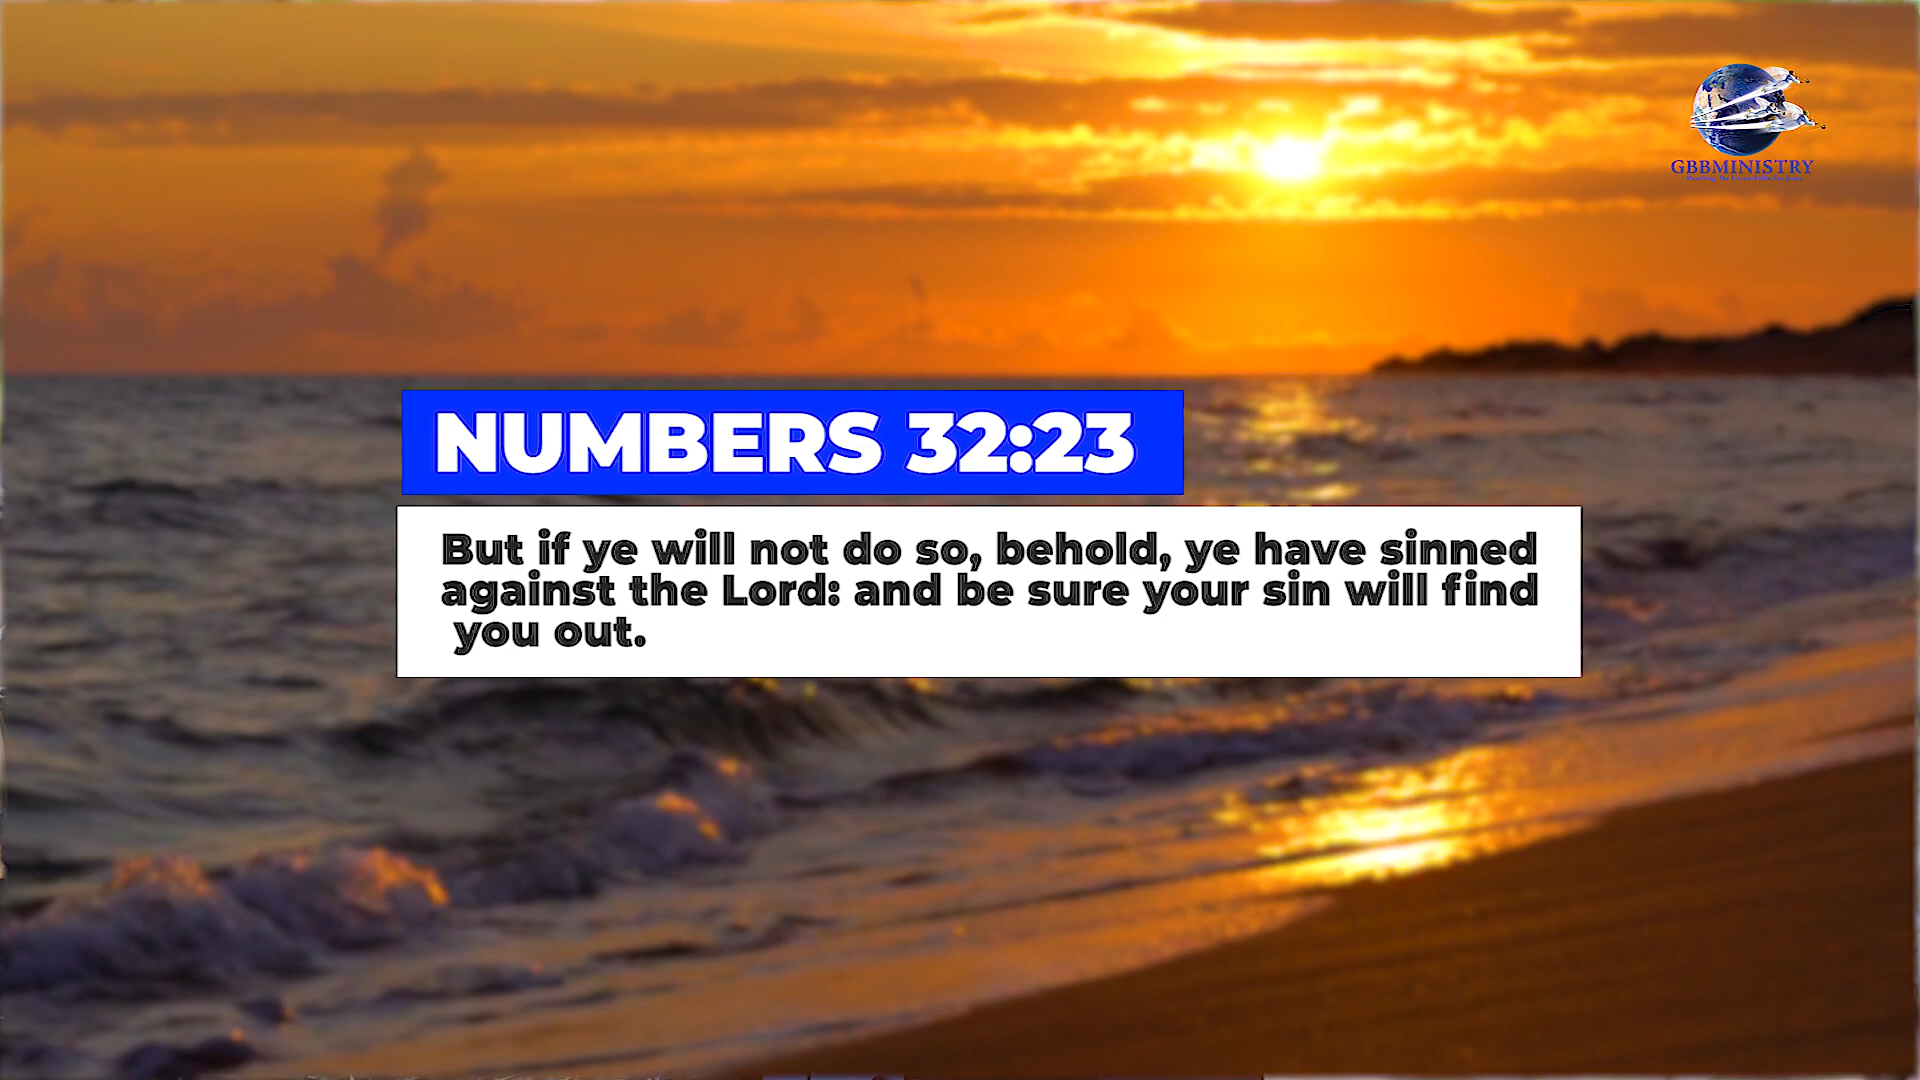 GBBMINISTRY
NUMBERS 32:23
But if ye will not do so, behold, ye have sinned
against the Lord: and be sure your sin will find
you out.